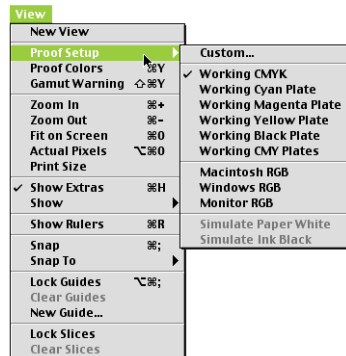 View
New View
Proof Setup
Proof Colors ⌘Y
Gamut Warning ⇧⌘Y
Zoom In ⌘+
Zoom Out ⌘-
Fit on Screen ⌘0
Actual Pixels ⌥⌘0
Print Size
✓ Show Extras ⌘H
Show
Show Rulers ⌘R
Snap ⌘;
Snap To
Lock Guides ⌥⌘;
Clear Guides
New Guide...
Lock Slices
Clear Slices
Custom...
✓ Working CMYK
Working Cyan Plate
Working Magenta Plate
Working Yellow Plate
Working Black Plate
Working CMY Plates
Macintosh RGB
Windows RGB
Monitor RGB
Simulate Paper White
Simulate Ink Black